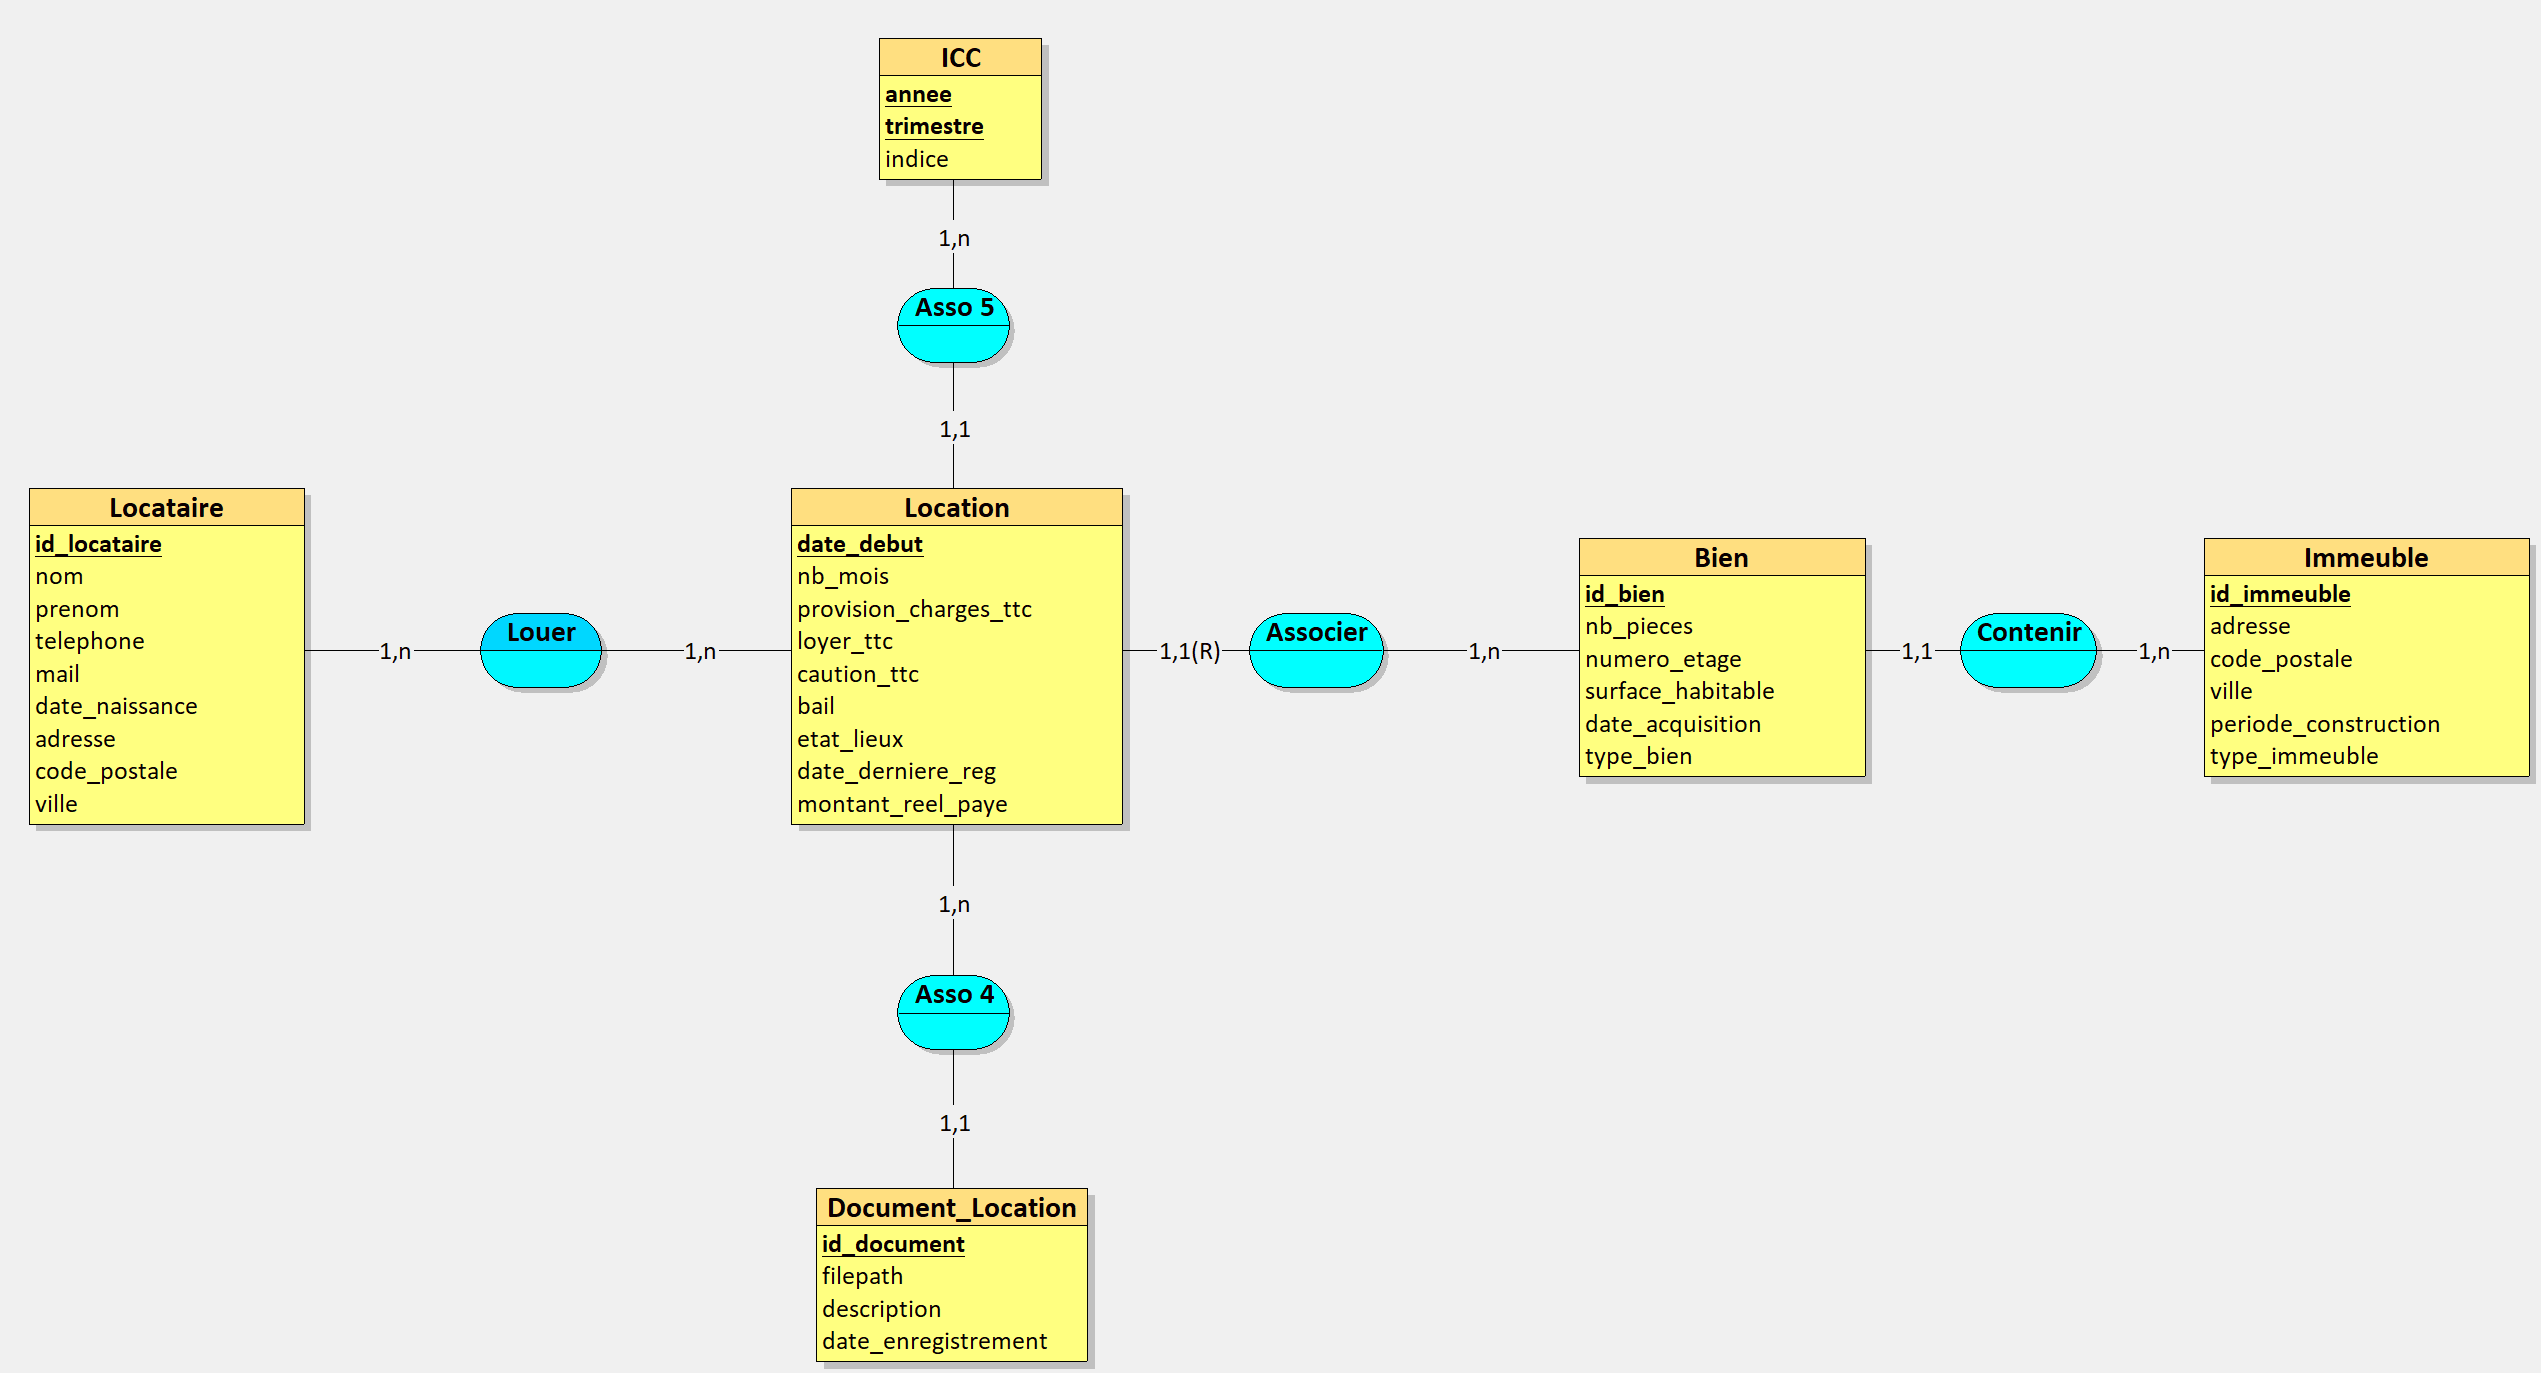 ICC
annee
trimestre
indice
1,n
Asso 5
1,1
Locataire
id_locataire
nom
prenom
telephone
mail
date_naissance
adresse
code_postale
ville
1,n
Louer
1,n
Location
date_debut
nb_mois
provision_charges_ttc
loyer_ttc
caution_ttc
bail
etat_lieux
date_derniere_reg
montant_reel_paye
1,1(R)
Associer
1,n
Bien
id_bien
nb_pieces
numero_etage
surface_habitable
date_acquisition
type_bien
1,1
Contenir
1,n
Immeuble
id_immeuble
adresse
code_postale
ville
periode_construction
type_immeuble
1,n
Asso 4
1,1
Document_Location
id_document
filepath
description
date_enregistrement